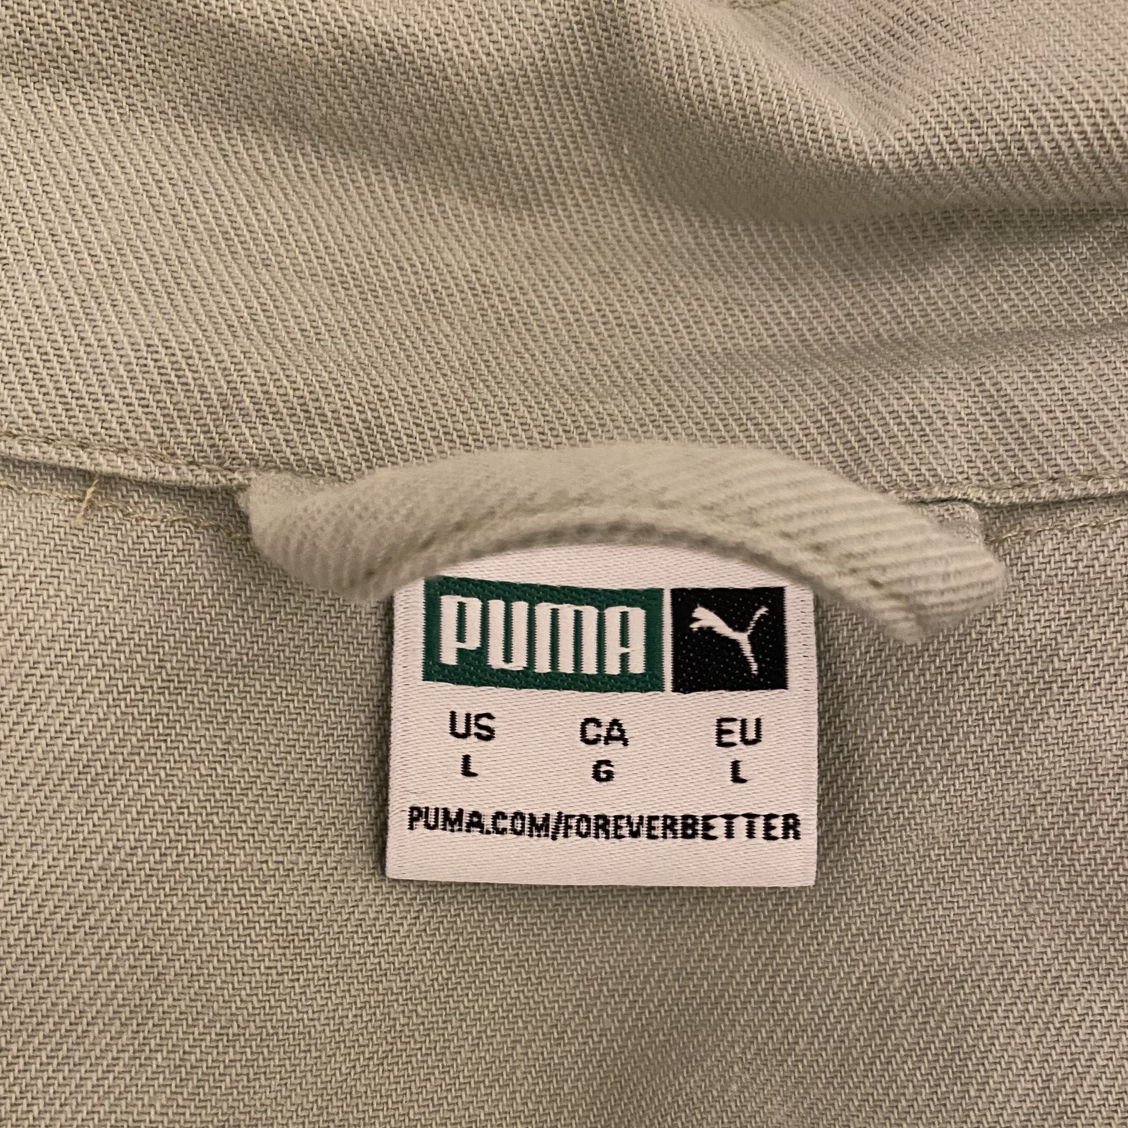 PUMA
US CA EU
L G L
PUMA.COM/FOREVERBETTER